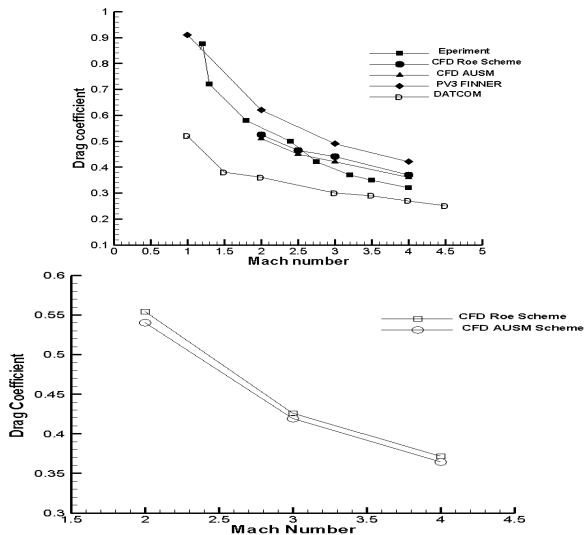 1
0.9
0.8
0.7
0.6
0.5
0.4
0.3
0.2
0.1
Drag coefficient
Eperiment
CFD Roe Scheme
CFD AUSM
PV3 FINNER
DATCOM
0 0.5 1 1.5 2 2.5 3 3.5 4 4.5 5
Mach number
0.6
0.55
0.5
0.45
0.4
0.35
0.3
Drag Coefficient
CFD Roe Scheme
CFD AUSM Scheme
1.5 2 2.5 3 3.5 4 4.5
Mach Number